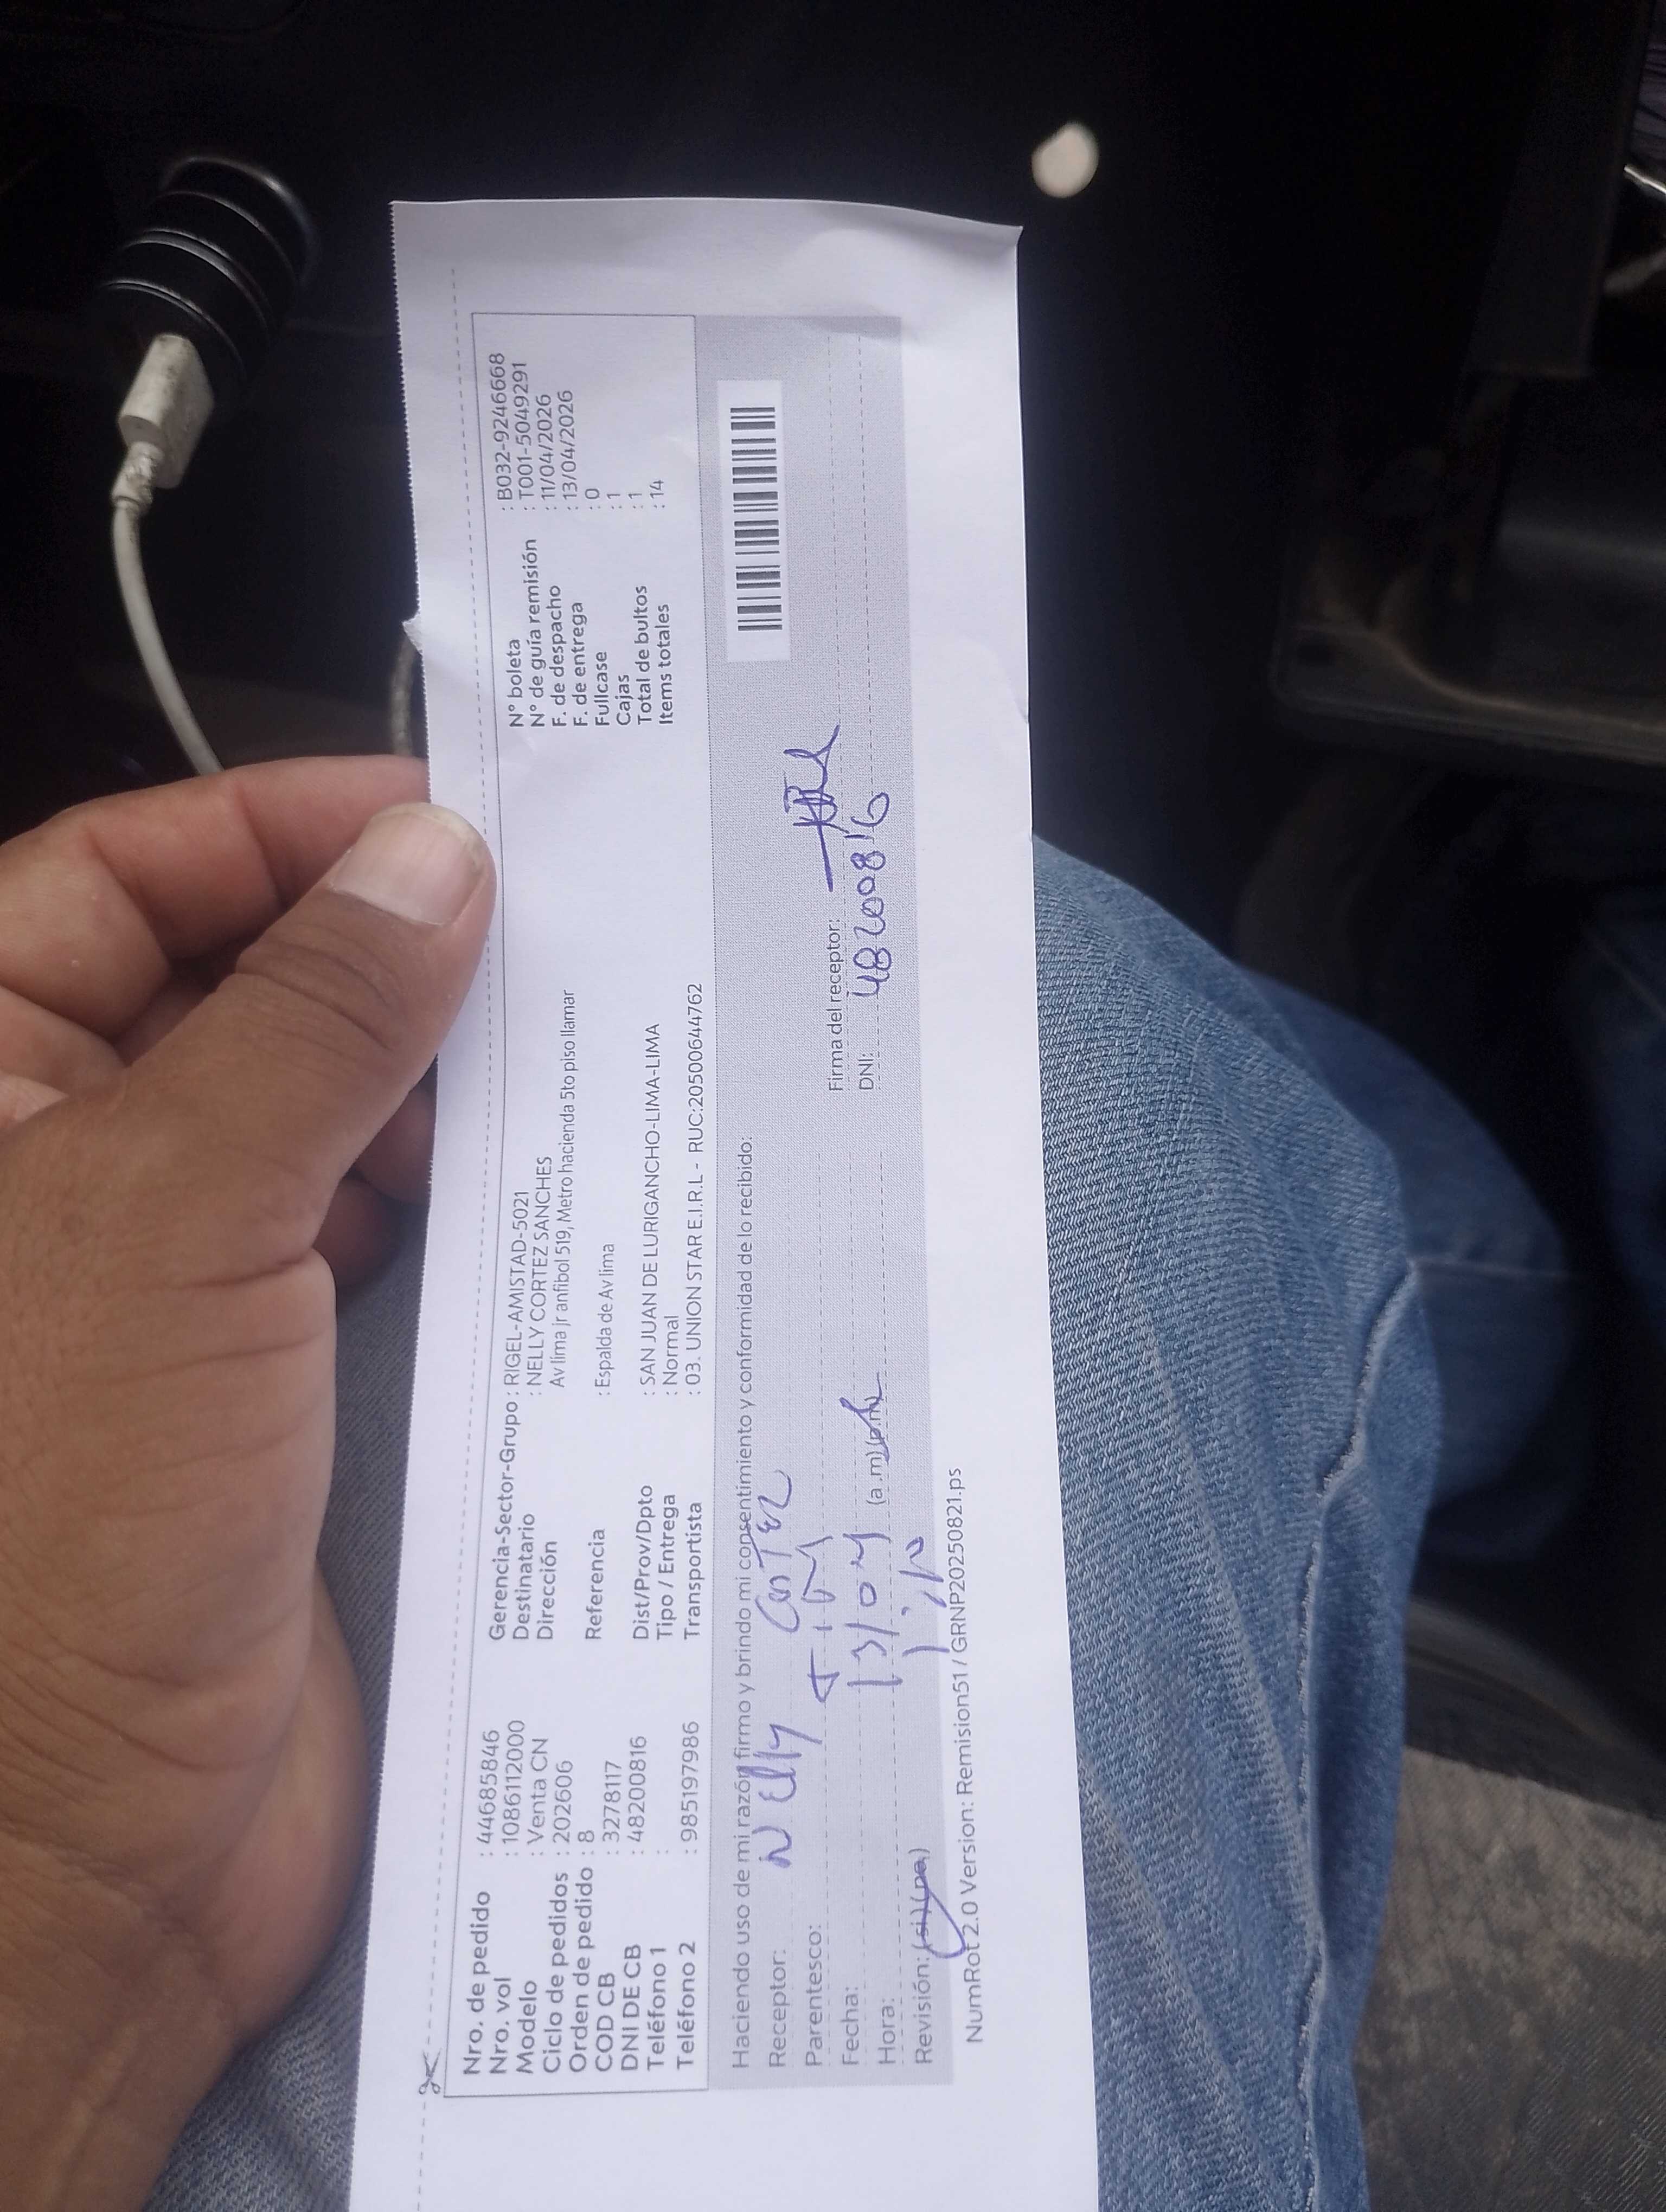 Nro. de pedido : 44685846
Nro. vol : 1086112000
Modelo : Venta CN
Ciclo de pedidos : 202606
Orden de pedido : 8
COD CB : 3278117
DNI DE CB : 48200816
Teléfono 1 :
Teléfono 2 : 985197986
Gerencia-Sector-Grupo : RIGEL-AMISTAD-5021
Destinatario : NELLY CORTEZ SANCHES
Dirección Av lima jr anfibol 519, Metro hacienda 5to piso llamar
Referencia : Espalda de Av lima
Dist/Prov/Dpto : SAN JUAN DE LURIGANCHO-LIMA-LIMA
Tipo / Entrega : Normal
Transportista : 03. UNION STAR E.I.R.L - RUC:20500644762
N° boleta : B032-9246668
N° de guía remisión : T001-5049291
F. de despacho : 11/04/2026
F. de entrega : 13/04/2026
Fullcase : 0
Cajas : 1
Total de bultos : 1
Items totales : 14
Haciendo uso de mi razón firmo y brindo mi consentimiento y conformidad de lo recibido:
Receptor: Nelly Cortez
Parentesco:
Fecha: 13/04
Hora: (a.m)(p.m)
Revisión: (si)(no)
Firma del receptor:
DNI: 48200816
NumRot 2.0 Version: Remision51 / GRNP20250821.ps